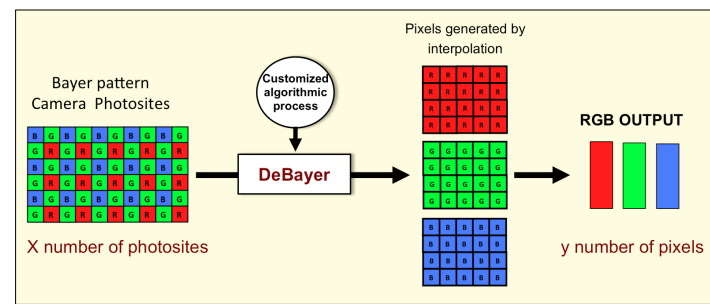 Bayer pattern
Camera Photosites
B G B G B G B G B G
G R G R G R G R G R
B G B G B G B G B G
G R G R G R G R G R
B G B G B G B G B G
G R G R G R G R G R
X number of photosites
Customized
algorithmic
process
DeBayer
Pixels generated by
interpolation
R R R R R
R R R R R
R R R R R
R R R R R
G G G G G
G G G G G
G G G G G
G G G G G
B B B B B
B B B B B
B B B B B
B B B B B
RGB OUTPUT
y number of pixels